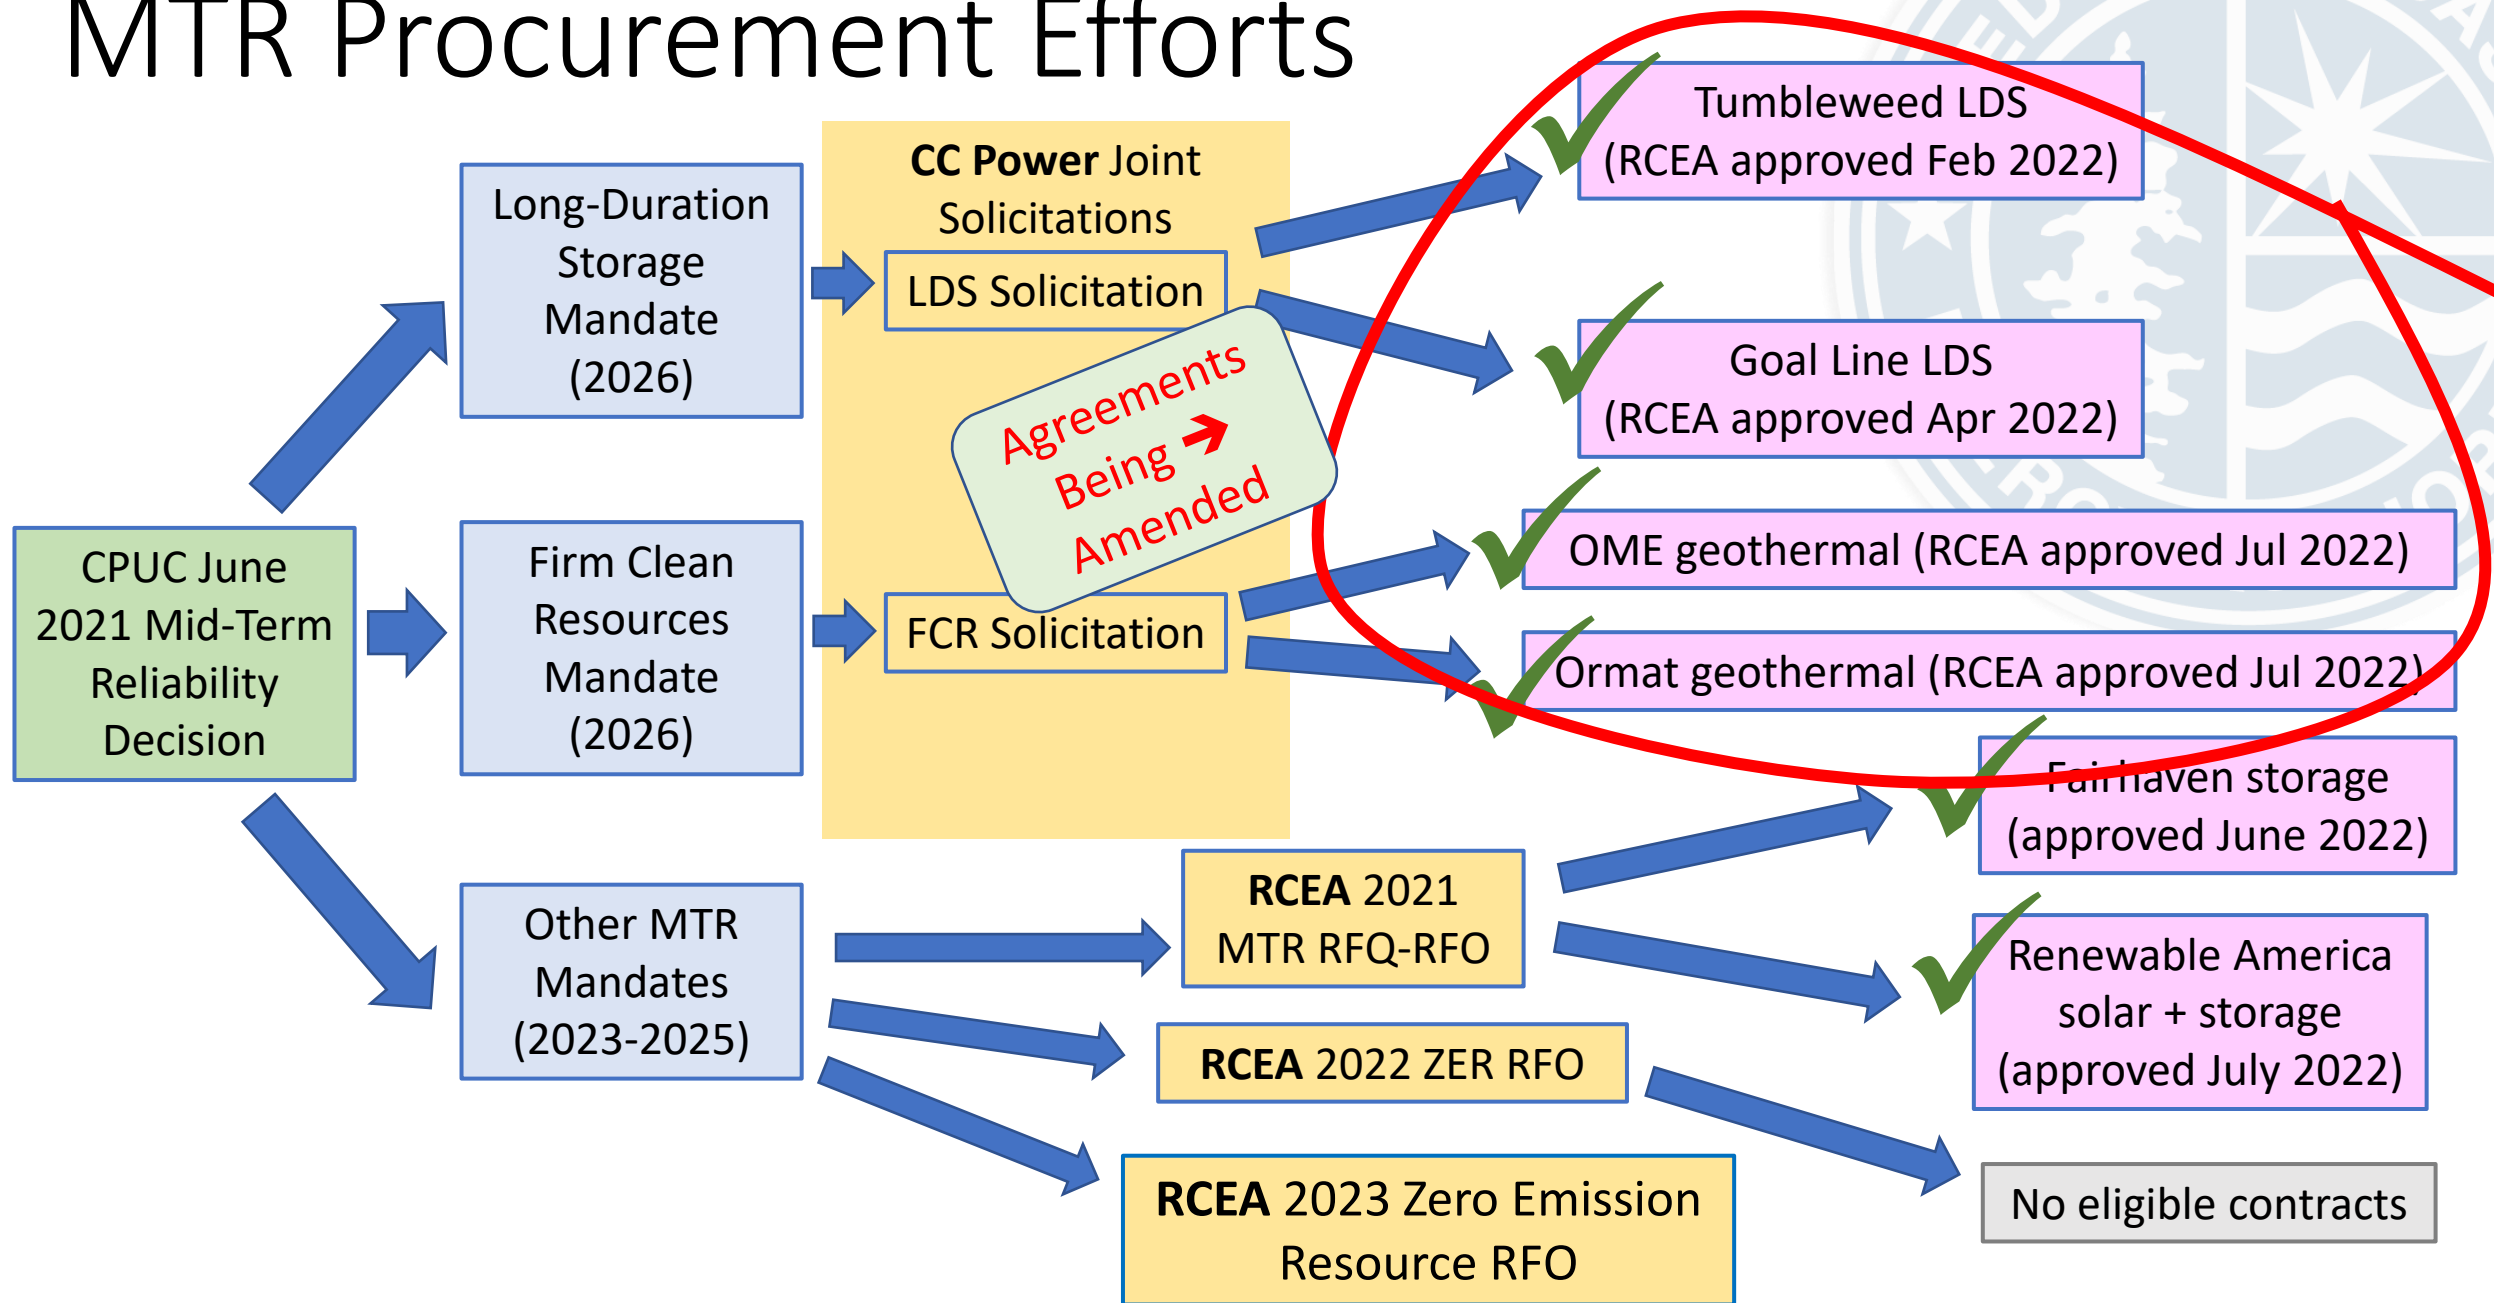 MTR Procurement Efforts
CPUC June
2021 Mid-Term
Reliability
Decision
Long-Duration
Storage
Mandate
(2026)
Firm Clean
Resources
Mandate
(2026)
Other MTR
Mandates
(2023-2025)
CC Power Joint
Solicitations
LDS Solicitation
Agreements
Being ➔
Amended
FCR Solicitation
RCEA 2021
MTR RFQ-RFO
RCEA 2022 ZER RFO
RCEA 2023 Zero Emission
Resource RFO
Tumbleweed LDS
(RCEA approved Feb 2022)
Goal Line LDS
(RCEA approved Apr 2022)
OME geothermal (RCEA approved Jul 2022)
Ormat geothermal (RCEA approved Jul 2022)
Fairhaven storage
(approved June 2022)
Renewable America
solar + storage
(approved July 2022)
No eligible contracts